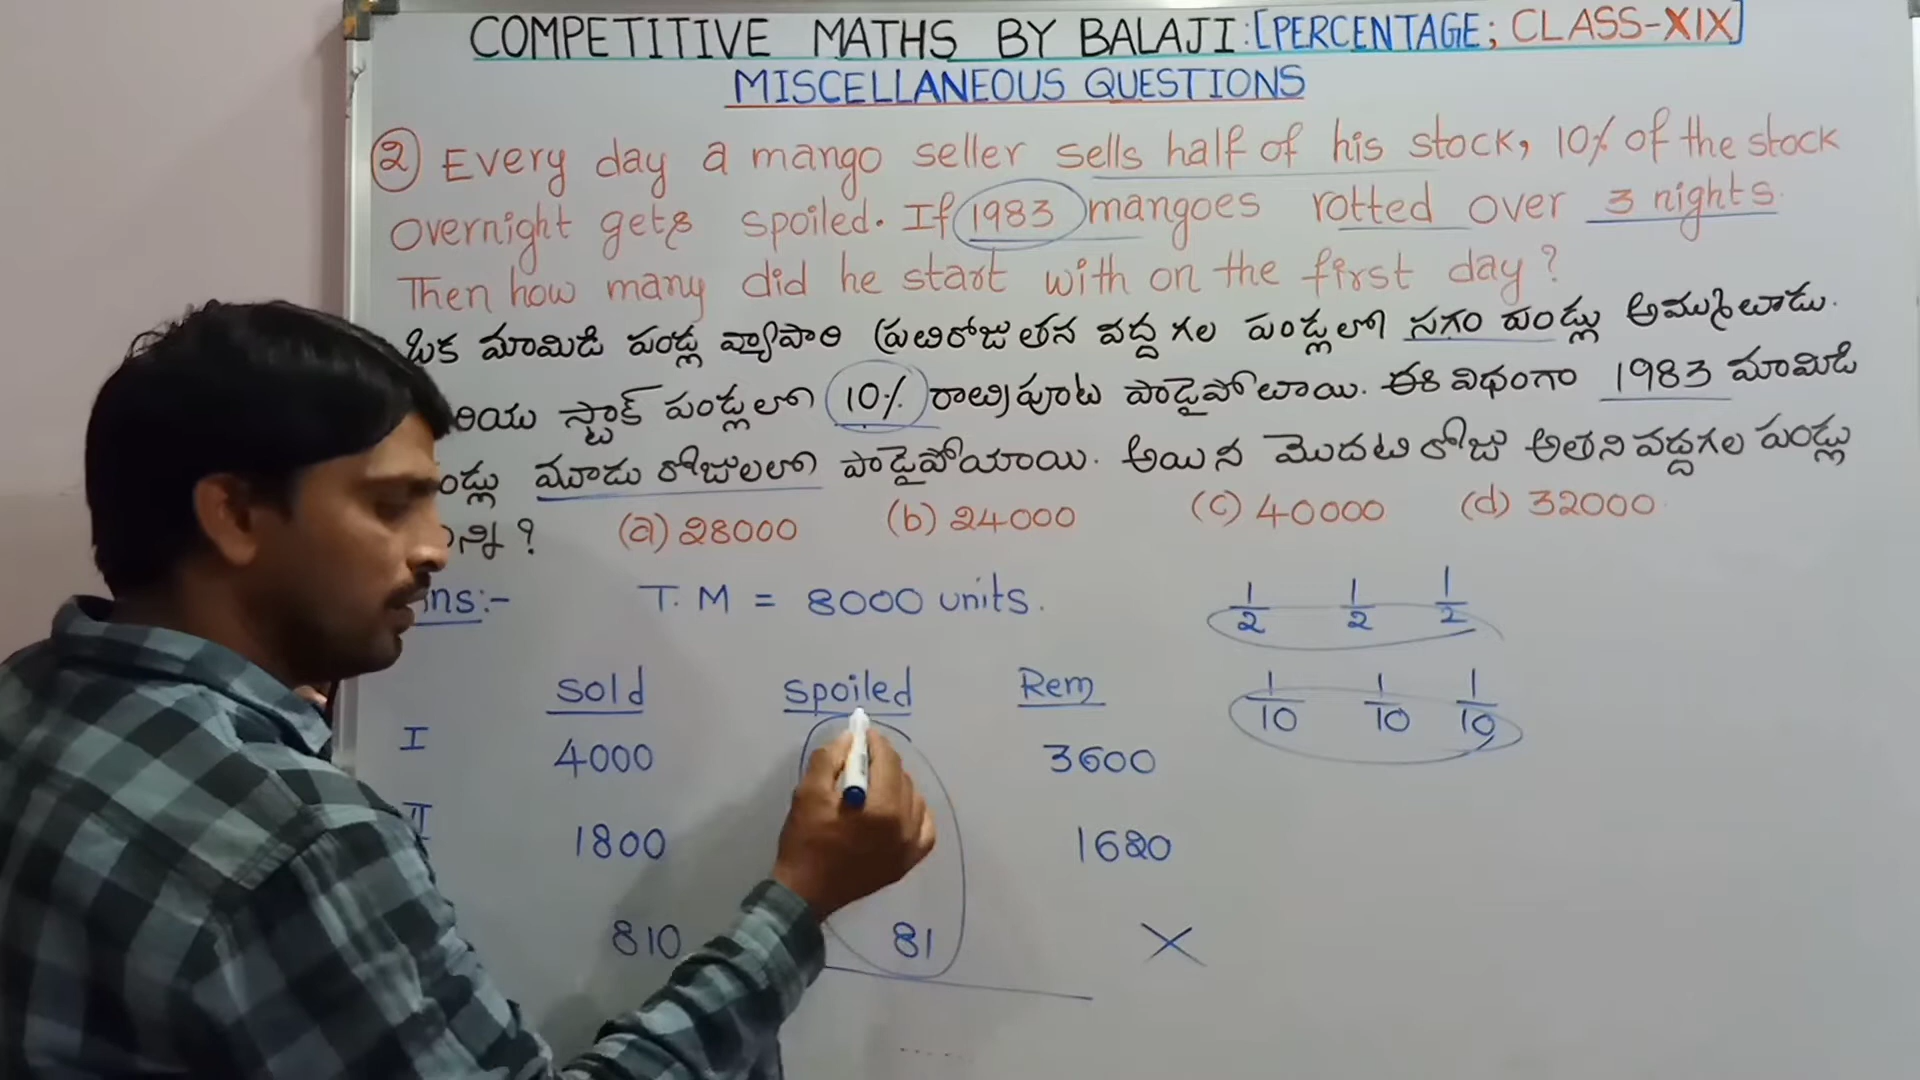 COMPETITIVE MATHS BY BALAJI: [PERCENTAGE; CLASS-XIX]
MISCELLANEOUS QUESTIONS
② Every day a mango seller sells half of his stock, 10% of the stock
overnight gets spoiled. If 1983 mangoes rotted over 3 nights.
Then how many did he start with on the first day?
ఒక మామిడి పండ్ల వ్యాపారి ప్రతిరోజు తన వద్ద గల పండ్లలో సగం పండ్లు అమ్ముతాడు.
స్టాక్ పండ్లలో 10% రాత్రిపూట పాడైపోతాయి. ఈ విధంగా 1983 మామిడి
మూడు రోజులలో పాడైపోయాయి. అయిన మొదటి రోజు అతని వద్దగల పండ్లు
? (a) 28000 (b) 24000 (c) 40000 (d) 32000
T.M = 8000 units. 1/2 1/2 1/2
Sold Spoiled Rem 1/10 1/10 1/10
I 4000 3600
II 1800 1620
810 81 X